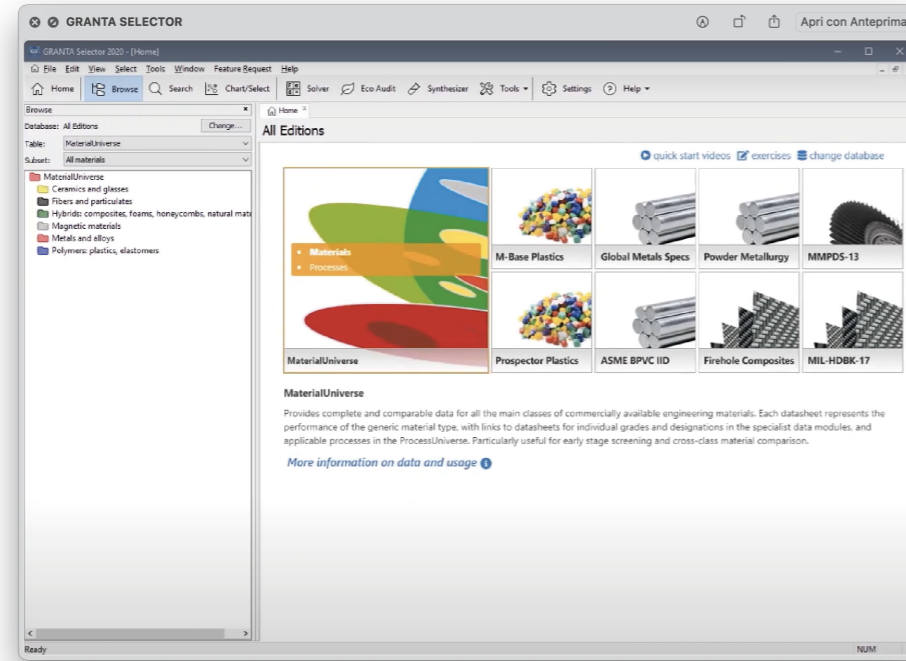 GRANTA SELECTOR
Apri con Anteprima
GRANTA Selector 2020 - [Home]
File Edit View Select Tools Window Feature Request Help
Home Browse Search Chart/Select Solver Eco Audit Synthesizer Tools Settings Help
Browse
Database: All Editions Change...
Table: MaterialUniverse
Subset: All materials
MaterialUniverse
Ceramics and glasses
Fibers and particulates
Hybrids: composites, foams, honeycombs, natural mate
Magnetic materials
Metals and alloys
Polymers: plastics, elastomers
Home
All Editions
quick start videos exercises change database
• Materials
• Processes
MaterialUniverse
M-Base Plastics Global Metals Specs Powder Metallurgy MMPDS-13
Prospector Plastics ASME BPVC IID Firehole Composites MIL-HDBK-17
MaterialUniverse
Provides complete and comparable data for all the main classes of commercially available engineering materials. Each datasheet represents the
performance of the generic material type, with links to datasheets for individual grades and designations in the specialist data modules, and
applicable processes in the ProcessUniverse. Particularly useful for early stage screening and cross-class material comparison.
More information on data and usage
Ready NUM